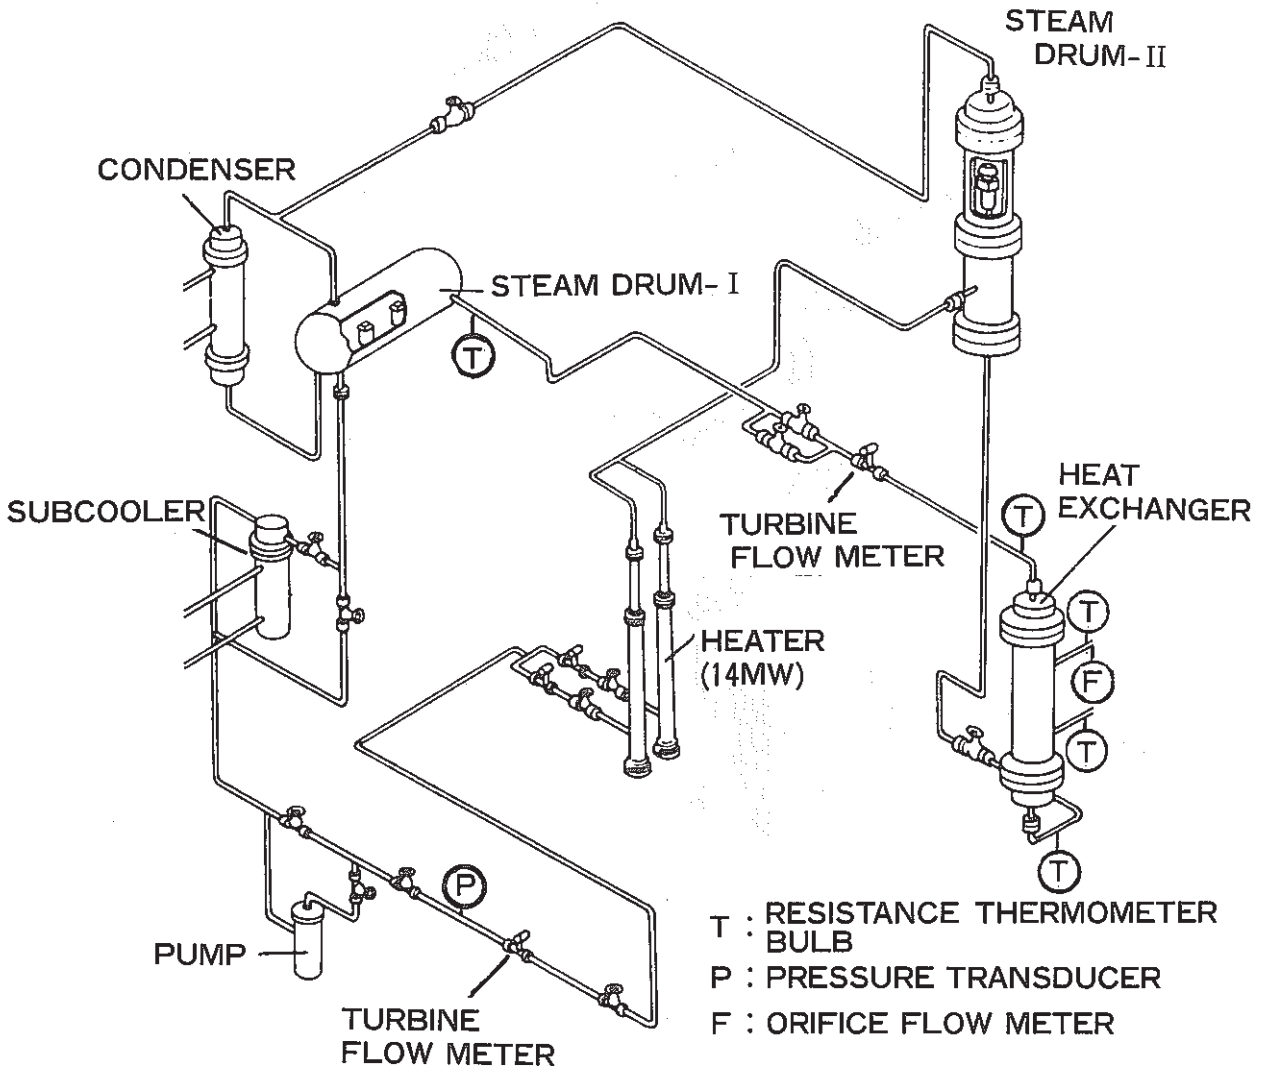 STEAM
DRUM-II
CONDENSER
STEAM DRUM-I
T
SUBCOOLER
TURBINE
FLOW METER
HEAT
EXCHANGER
T
T
F
T
T
HEATER
(14MW)
P
PUMP
TURBINE
FLOW METER
T : RESISTANCE THERMOMETER
BULB
P : PRESSURE TRANSDUCER
F : ORIFICE FLOW METER